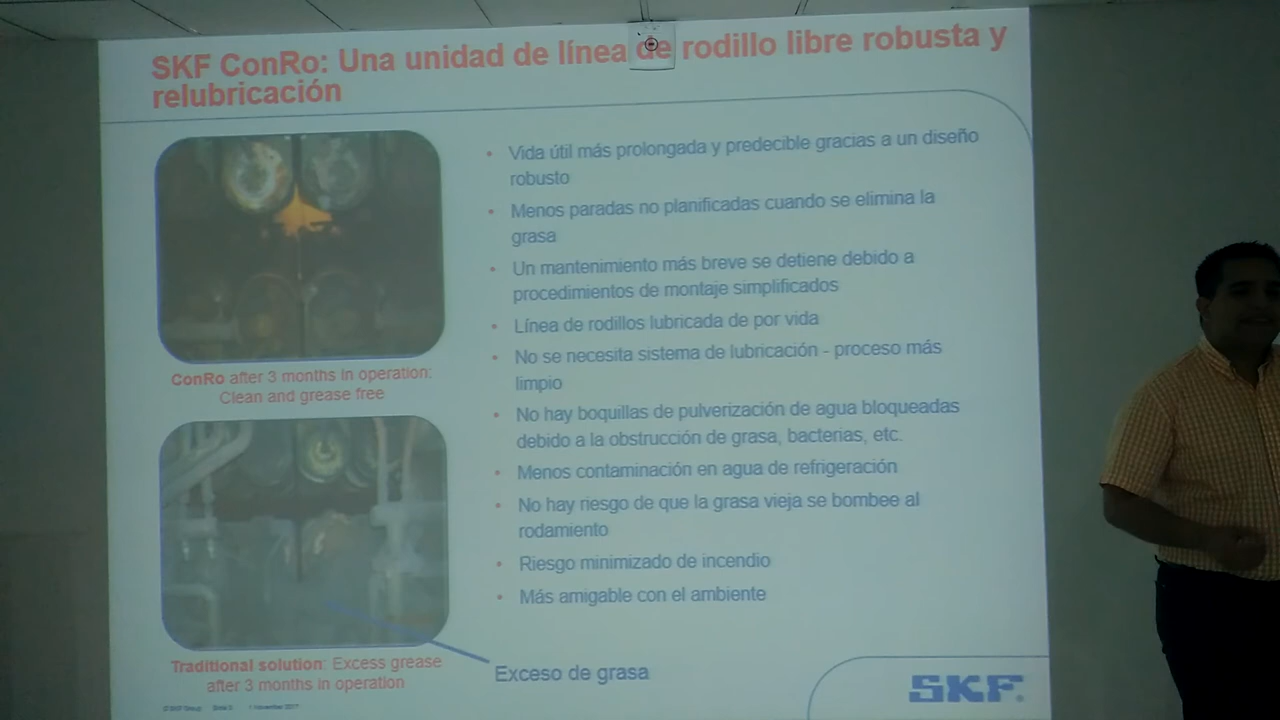 SKF ConRo: Una unidad de línea de rodillo libre robusta y
relubricación
• Vida útil más prolongada y predecible gracias a un diseño
robusto
• Menos paradas no planificadas cuando se elimina la
grasa
• Un mantenimiento más breve se detiene debido a
procedimientos de montaje simplificados
• Línea de rodillos lubricada de por vida
• No se necesita sistema de lubricación - proceso más
limpio
• No hay boquillas de pulverización de agua bloqueadas
debido a la obstrucción de grasa, bacterias, etc.
• Menos contaminación en agua de refrigeración
• No hay riesgo de que la grasa vieja se bombee al
rodamiento
• Riesgo minimizado de incendio
• Más amigable con el ambiente
ConRo after 3 months in operation:
Clean and grease free
Traditional solution: Excess grease
after 3 months in operation
Exceso de grasa
SKF
© SKF Group
1 November 2017